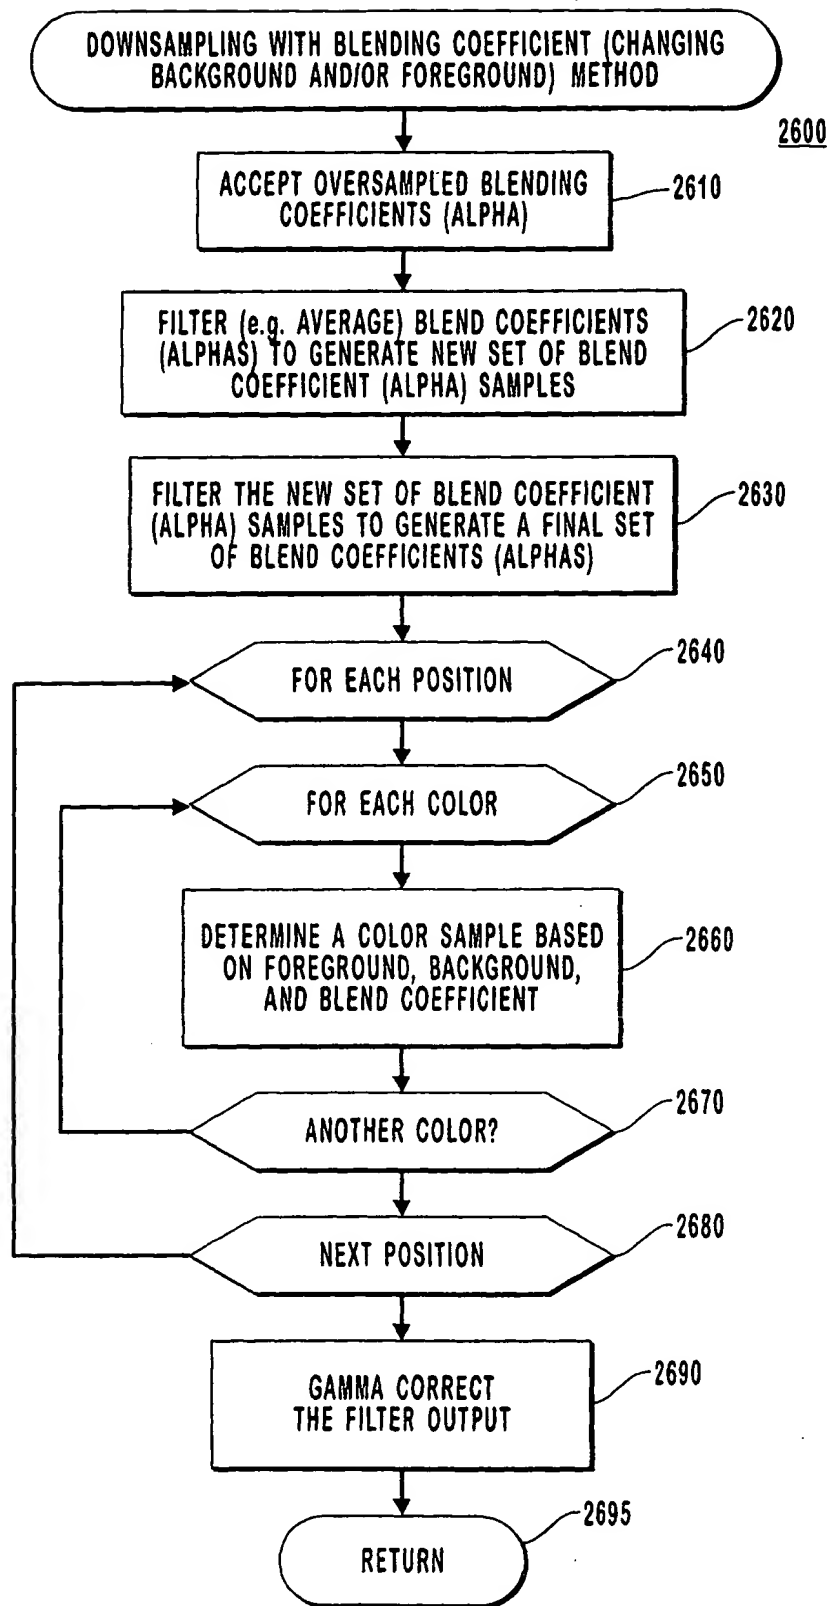 DOWNSAMPLING WITH BLENDING COEFFICIENT (CHANGING
BACKGROUND AND/OR FOREGROUND) METHOD
2600
ACCEPT OVERSAMPLED BLENDING
COEFFICIENTS (ALPHA)
2610
FILTER (e.g. AVERAGE) BLEND COEFFICIENTS
(ALPHAS) TO GENERATE NEW SET OF BLEND
COEFFICIENT (ALPHA) SAMPLES
2620
FILTER THE NEW SET OF BLEND COEFFICIENT
(ALPHA) SAMPLES TO GENERATE A FINAL SET
OF BLEND COEFFICIENTS (ALPHAS)
2630
FOR EACH POSITION
2640
FOR EACH COLOR
2650
DETERMINE A COLOR SAMPLE BASED
ON FOREGROUND, BACKGROUND,
AND BLEND COEFFICIENT
2660
ANOTHER COLOR?
2670
NEXT POSITION
2680
GAMMA CORRECT
THE FILTER OUTPUT
2690
RETURN
2695